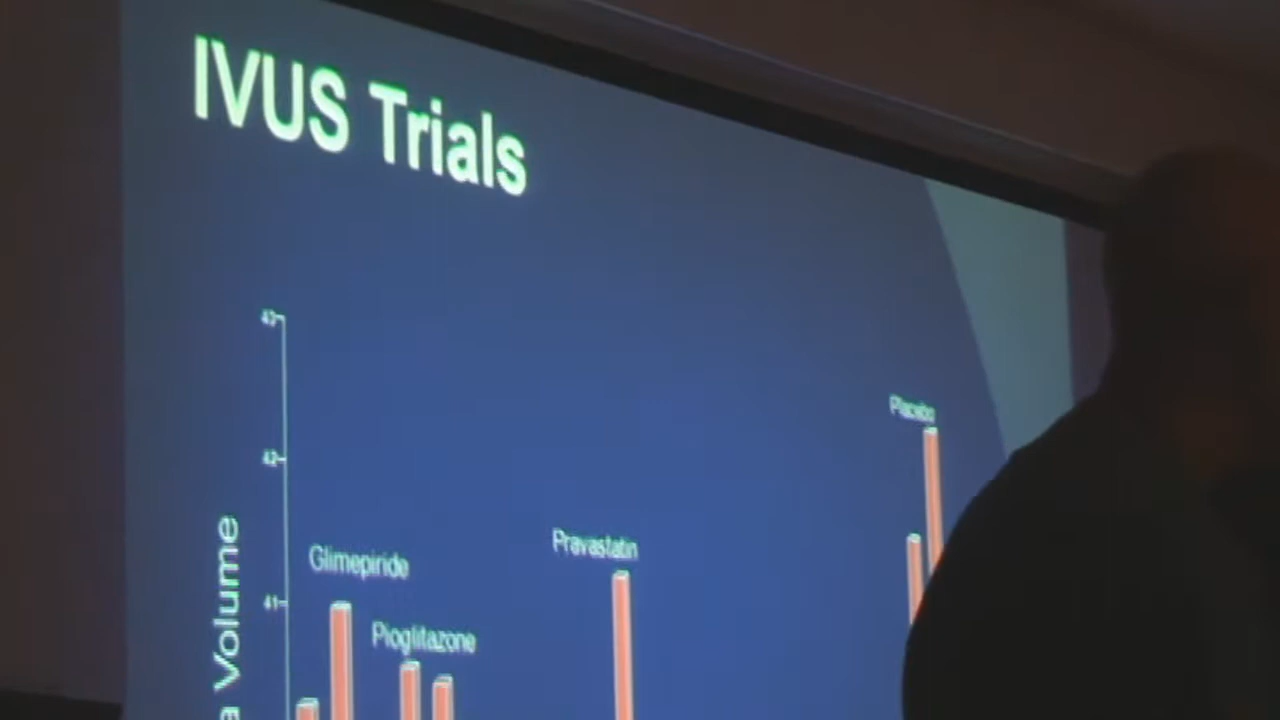 IVUS Trials
43
42
41
Placebo
Pravastatin
Glimepiride
Pioglitazone
Volume